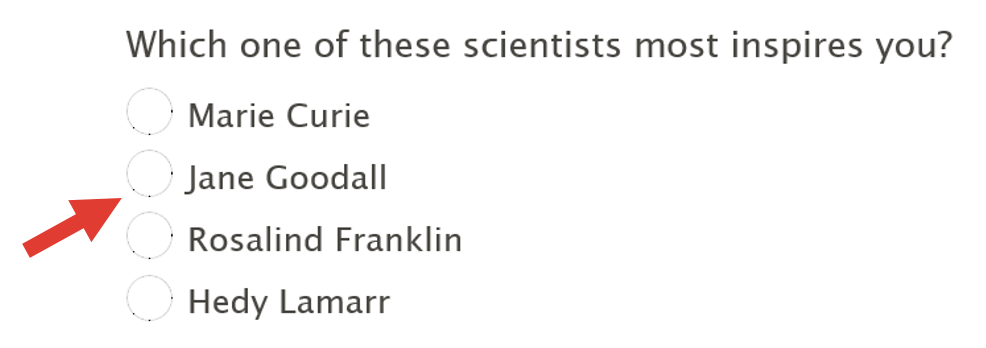 Which one of these scientists most inspires you?
Marie Curie
Jane Goodall
Rosalind Franklin
Hedy Lamarr